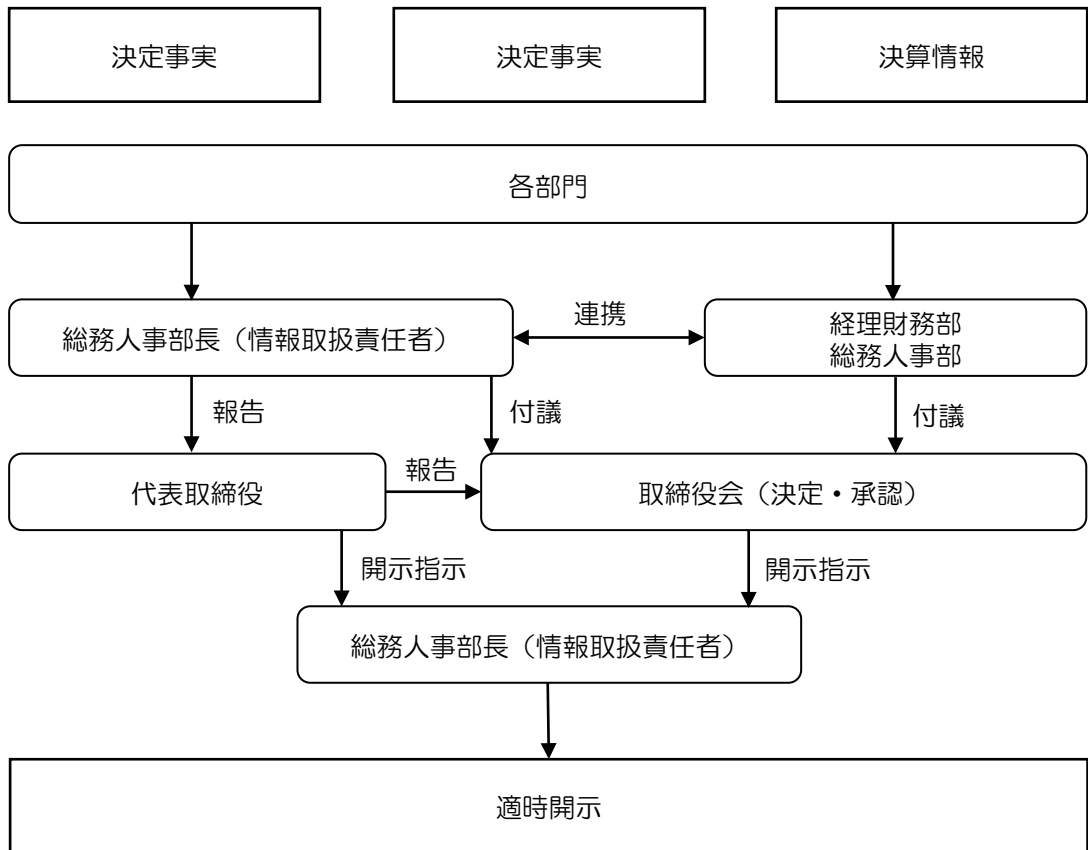 決定事実
決定事実
決算情報
各部門
連携
総務人事部長（情報取扱責任者）
経理財務部
総務人事部
報告
付議
付議
代表取締役
報告
取締役会（決定・承認）
開示指示
開示指示
総務人事部長（情報取扱責任者）
適時開示